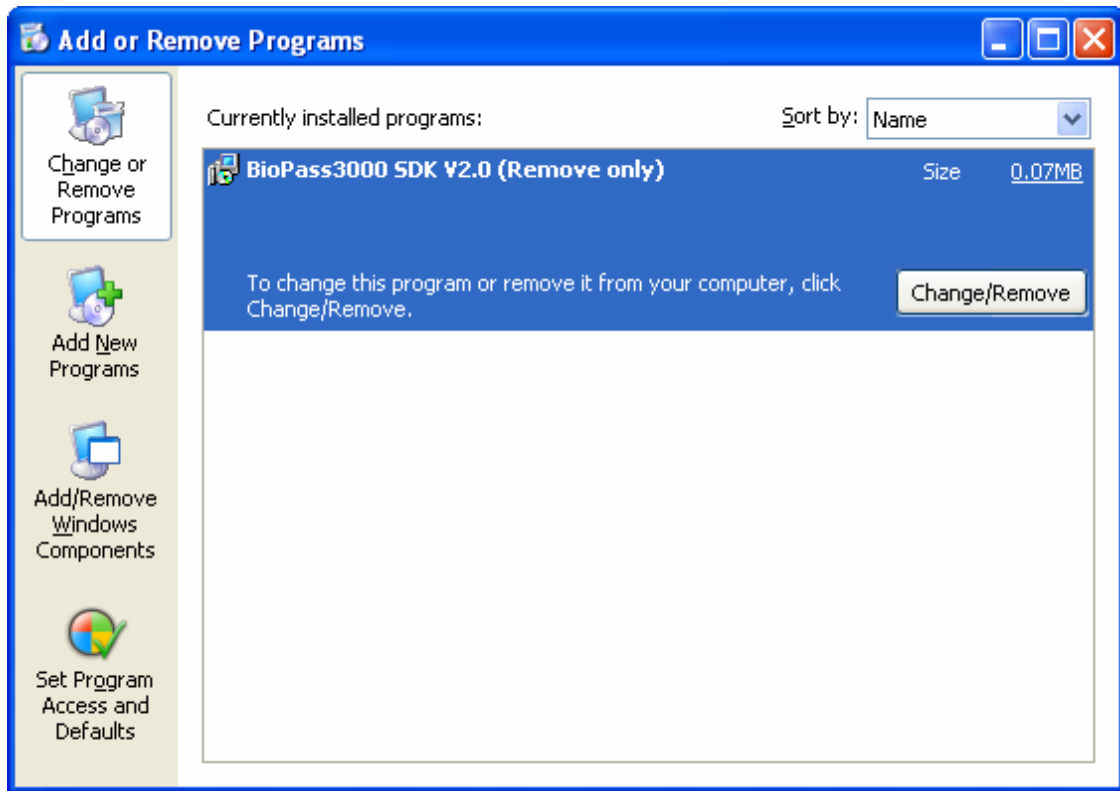 Add or Remove Programs
Change or
Remove
Programs
Add New
Programs
Add/Remove
Windows
Components
Set Program
Access and
Defaults
Currently installed programs:
Sort by: Name
BioPass3000 SDK V2.0 (Remove only) Size 0.07MB
To change this program or remove it from your computer, click
Change/Remove.
Change/Remove